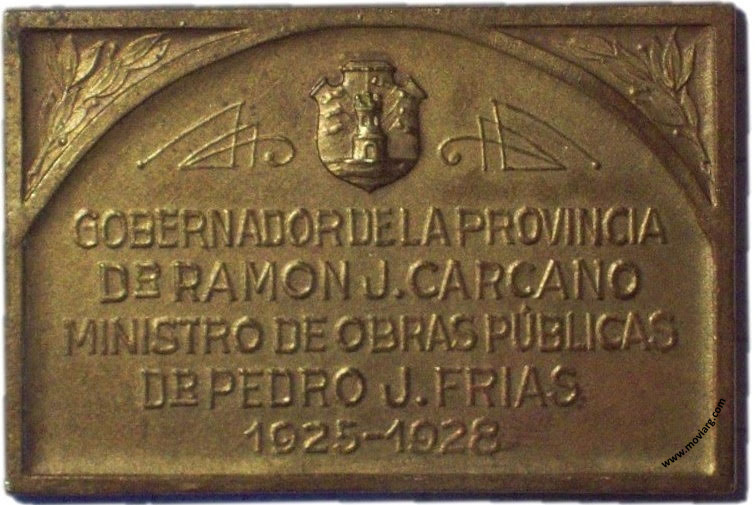 GOBERNADOR DE LA PROVINCIA
DR RAMON J. CARCANO
MINISTRO DE OBRAS PÚBLICAS
DR PEDRO J. FRIAS
1925-1928
www.moviarg.com